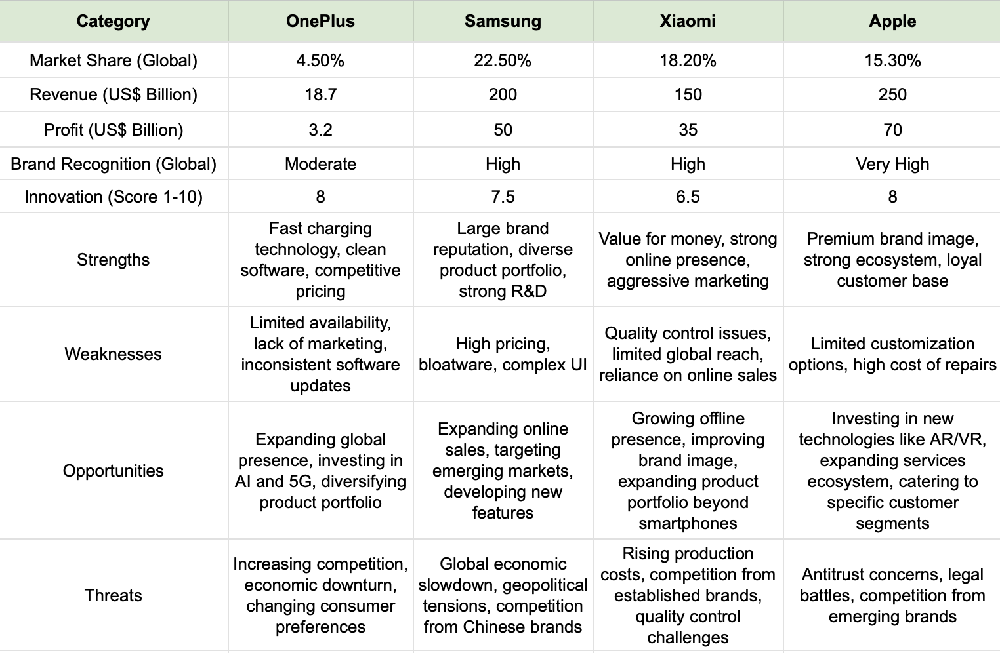 Category OnePlus Samsung Xiaomi Apple
Market Share (Global) 4.50% 22.50% 18.20% 15.30%
Revenue (US$ Billion) 18.7 200 150 250
Profit (US$ Billion) 3.2 50 35 70
Brand Recognition (Global) Moderate High High Very High
Innovation (Score 1-10) 8 7.5 6.5 8
Strengths
Fast charging
technology, clean
software, competitive
pricing
Large brand
reputation, diverse
product portfolio,
strong R&D
Value for money, strong
online presence,
aggressive marketing
Premium brand image,
strong ecosystem, loyal
customer base
Weaknesses
Limited availability,
lack of marketing,
inconsistent software
updates
High pricing,
bloatware, complex UI
Quality control issues,
limited global reach,
reliance on online sales
Limited customization
options, high cost of repairs
Opportunities
Expanding global
presence, investing in
AI and 5G, diversifying
product portfolio
Expanding online
sales, targeting
emerging markets,
developing new
features
Growing offline
presence, improving
brand image,
expanding product
portfolio beyond
smartphones
Investing in new
technologies like AR/VR,
expanding services
ecosystem, catering to
specific customer
segments
Threats
Increasing competition,
economic downturn,
changing consumer
preferences
Global economic
slowdown, geopolitical
tensions, competition
from Chinese brands
Rising production
costs, competition from
established brands,
quality control
challenges
Antitrust concerns, legal
battles, competition from
emerging brands